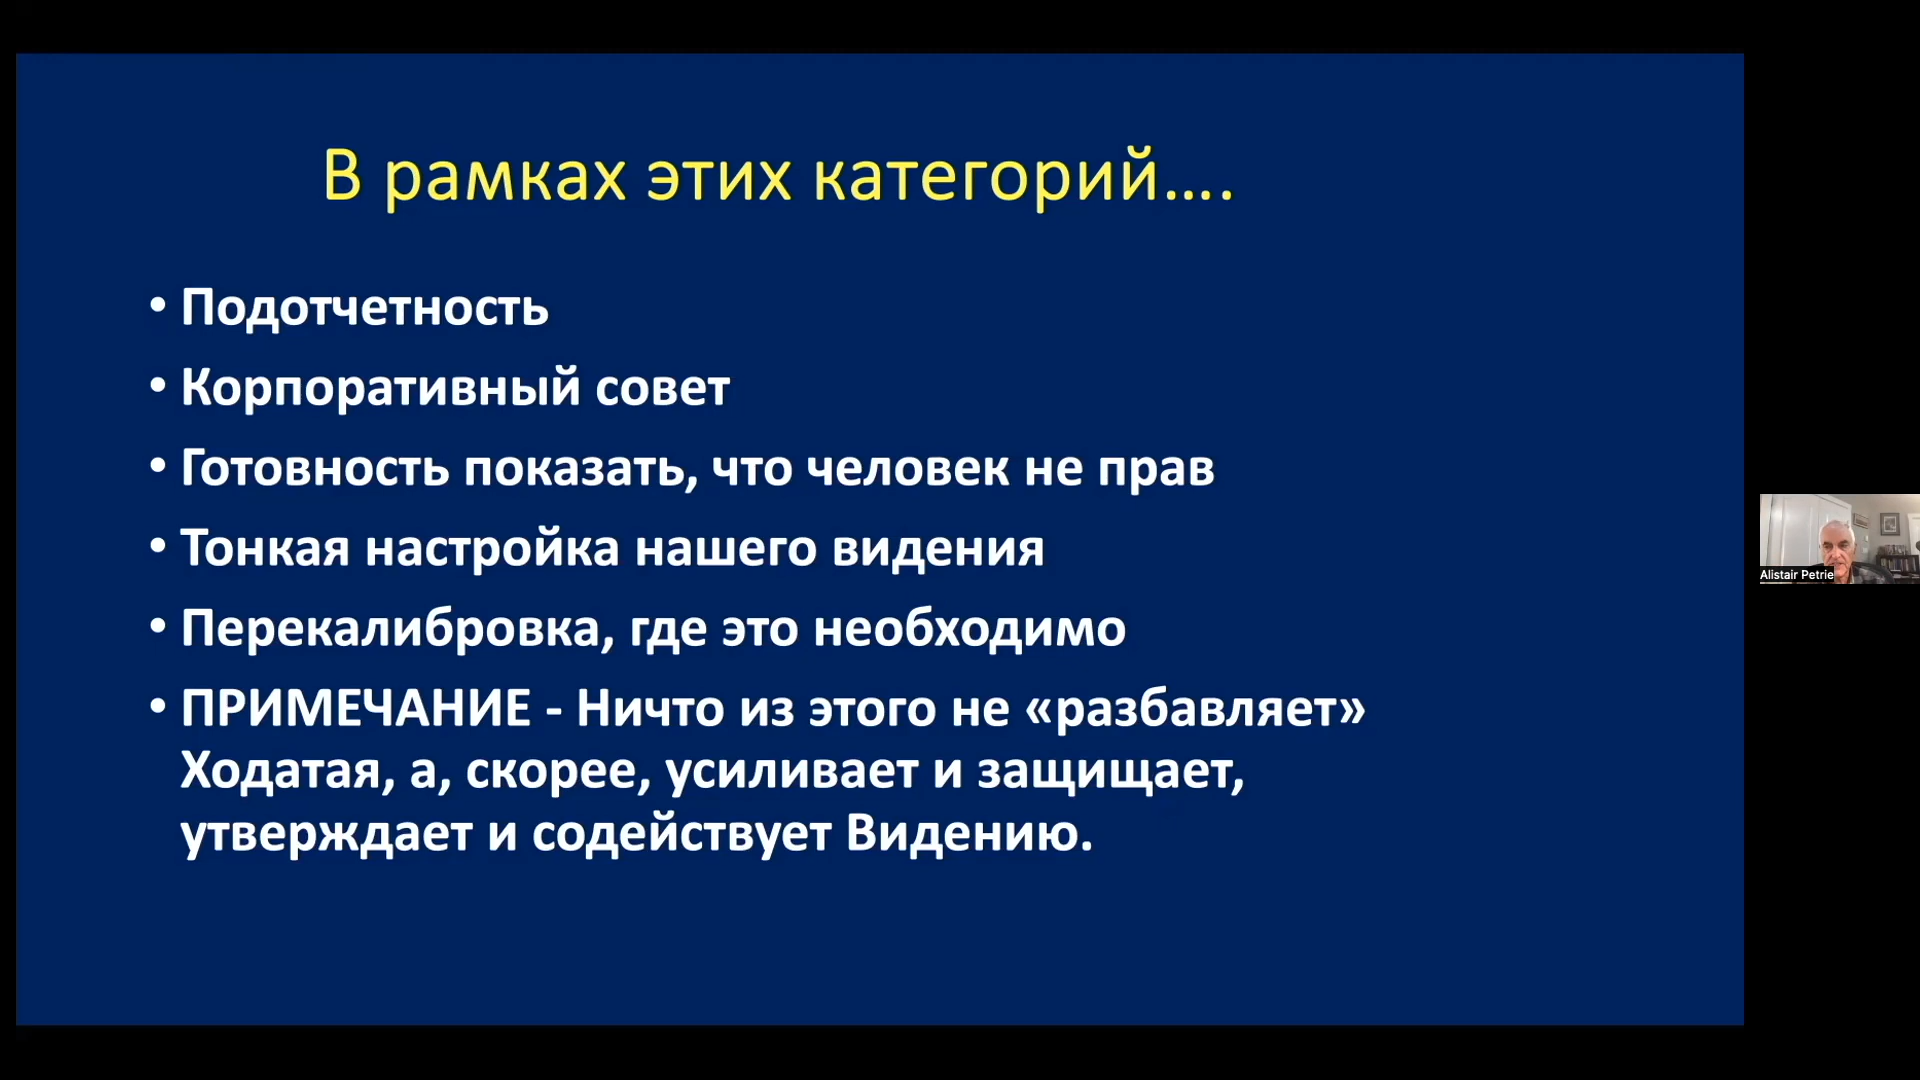 В рамках этих категорий….
• Подотчетность
• Корпоративный совет
• Готовность показать, что человек не прав
• Тонкая настройка нашего видения
• Перекалибровка, где это необходимо
• ПРИМЕЧАНИЕ - Ничто из этого не «разбавляет»
Ходатая, а, скорее, усиливает и защищает,
утверждает и содействует Видению.
Alistair Petrie